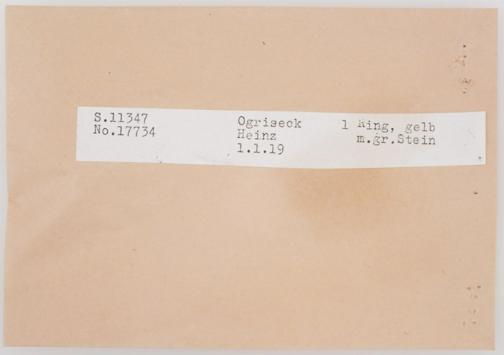 S.11347 Ogriseck 1 Ring, gelb
No.17734 Heinz m.gr.Stein
1.1.19